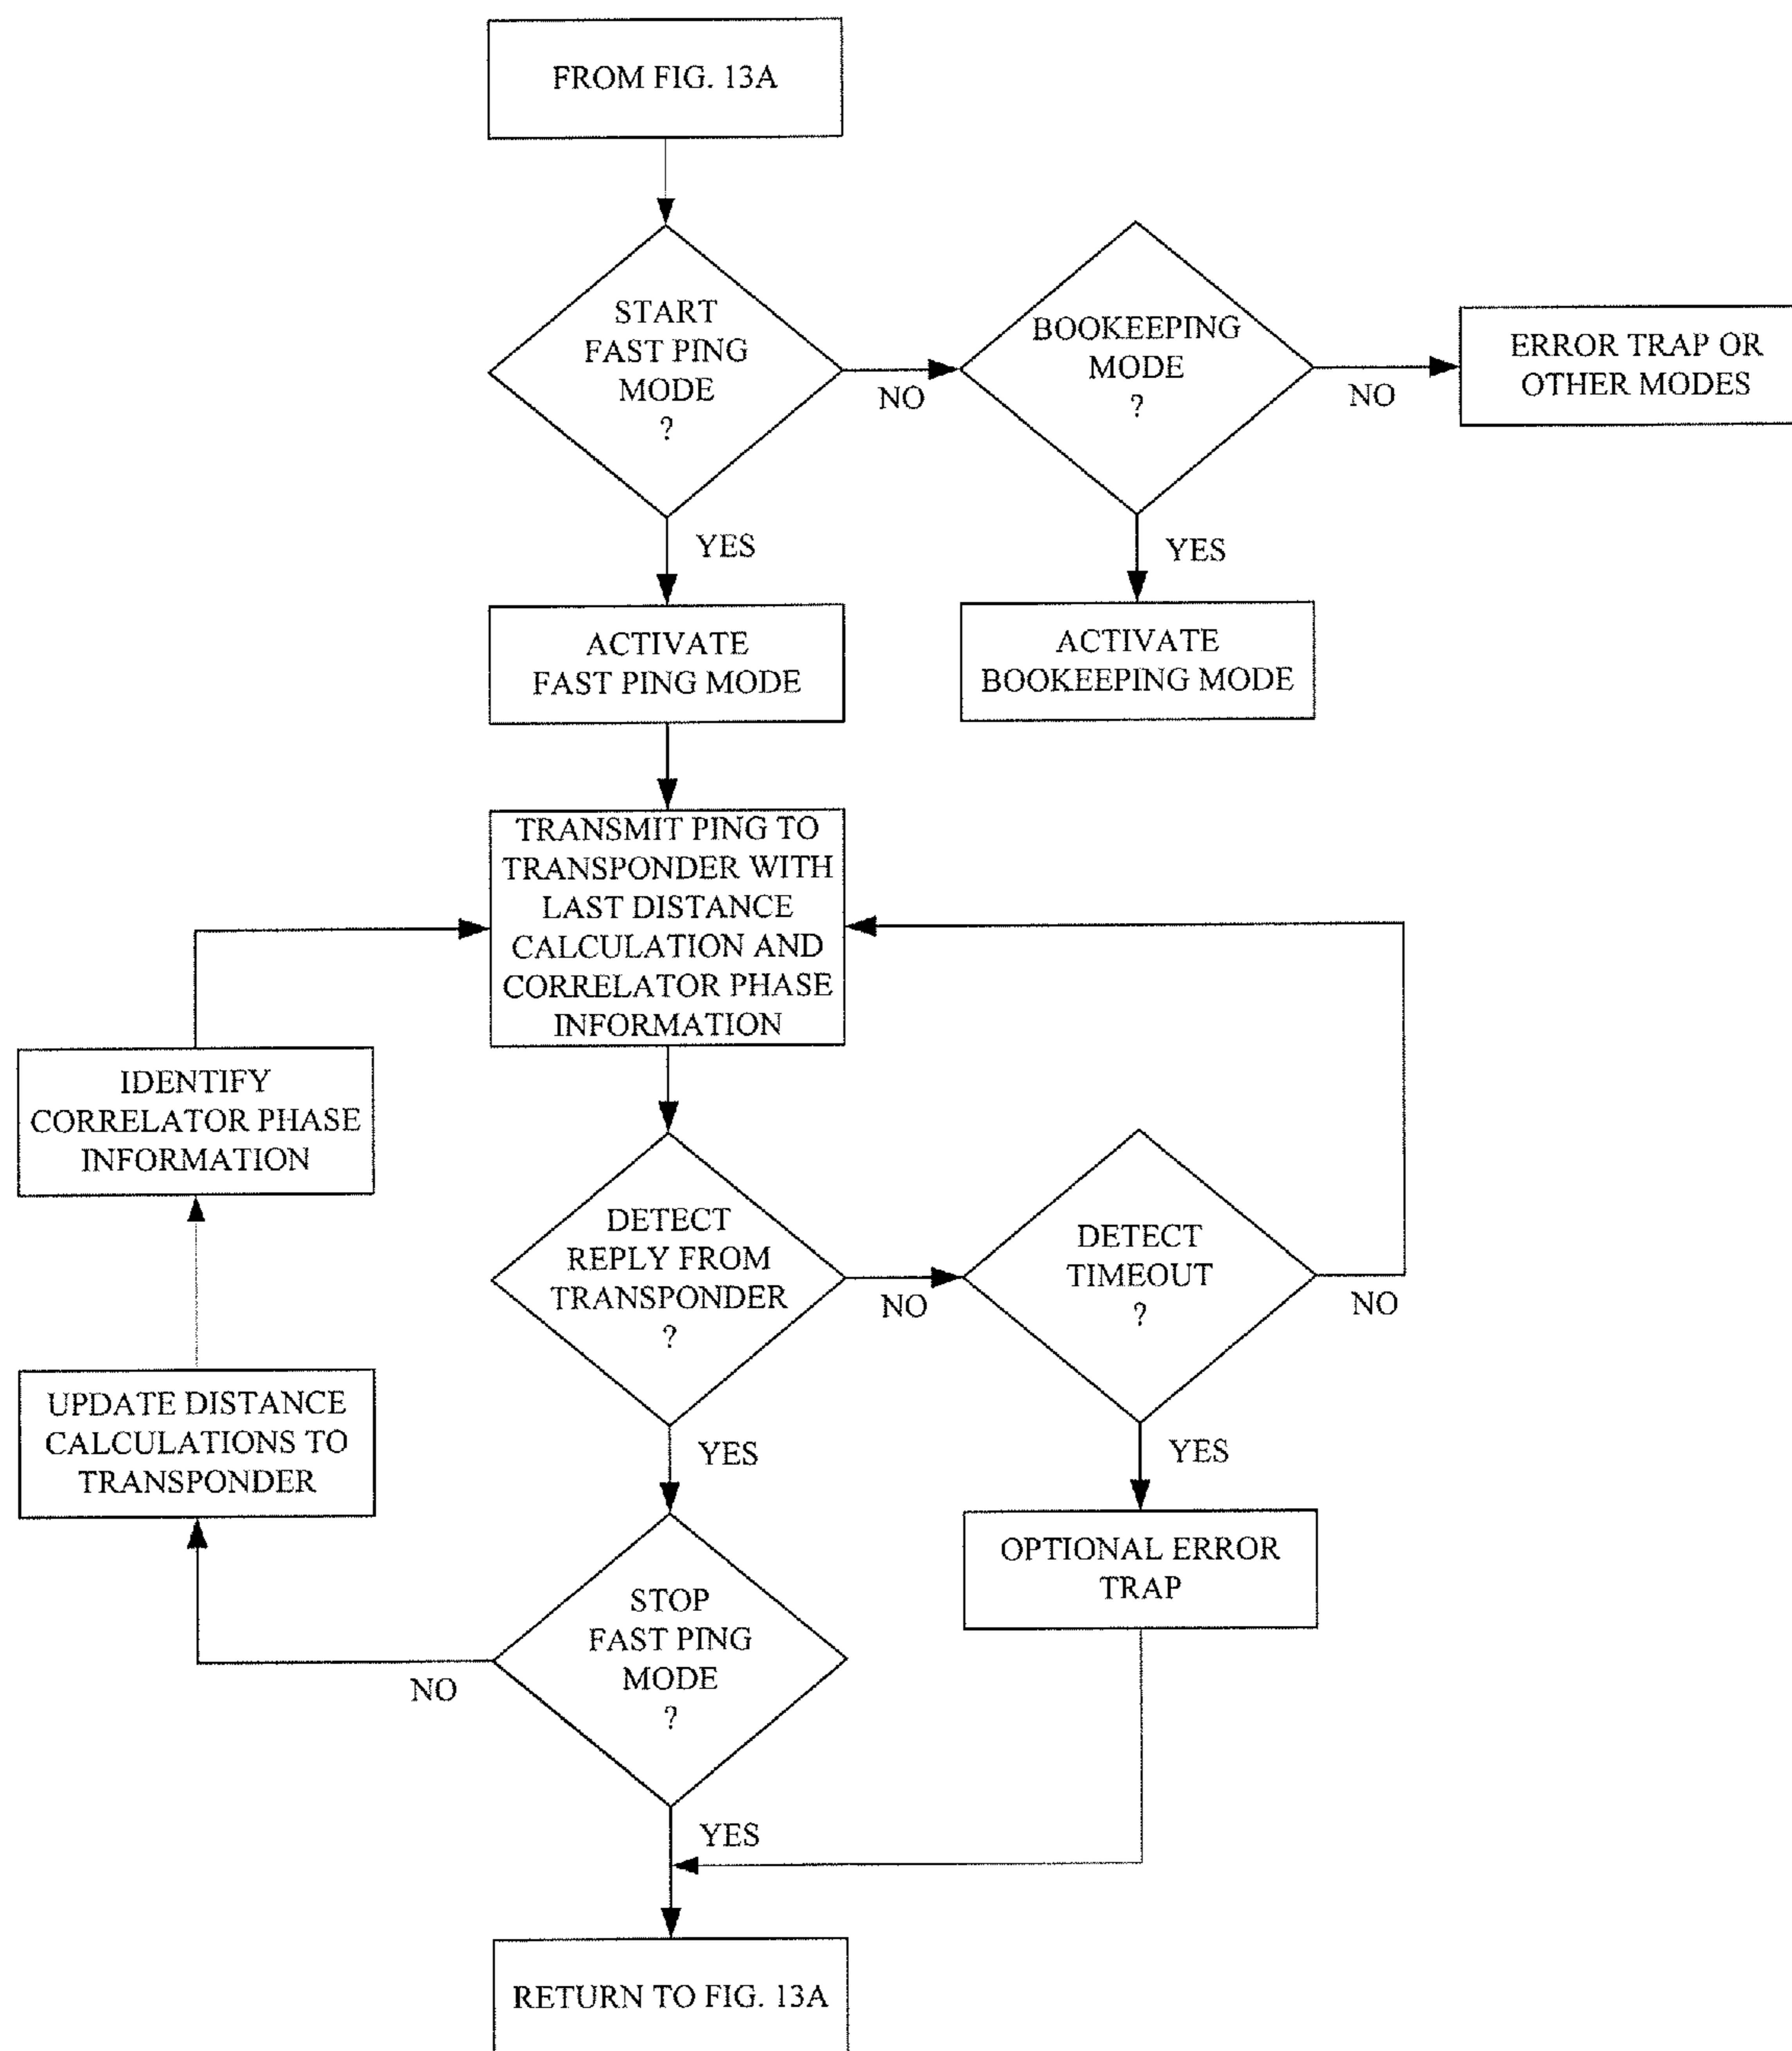 FROM FIG. 13A
START
FAST PING
MODE
?
NO
BOOKEEPING
MODE
?
NO
ERROR TRAP OR
OTHER MODES
YES
YES
ACTIVATE
FAST PING MODE
ACTIVATE
BOOKEEPING MODE
TRANSMIT PING TO
TRANSPONDER WITH
LAST DISTANCE
CALCULATION AND
CORRELATOR PHASE
INFORMATION
IDENTIFY
CORRELATOR PHASE
INFORMATION
DETECT
REPLY FROM
TRANSPONDER
?
NO
DETECT
TIMEOUT
?
NO
UPDATE DISTANCE
CALCULATIONS TO
TRANSPONDER
YES
YES
STOP
FAST PING
MODE
?
NO
OPTIONAL ERROR
TRAP
YES
RETURN TO FIG. 13A